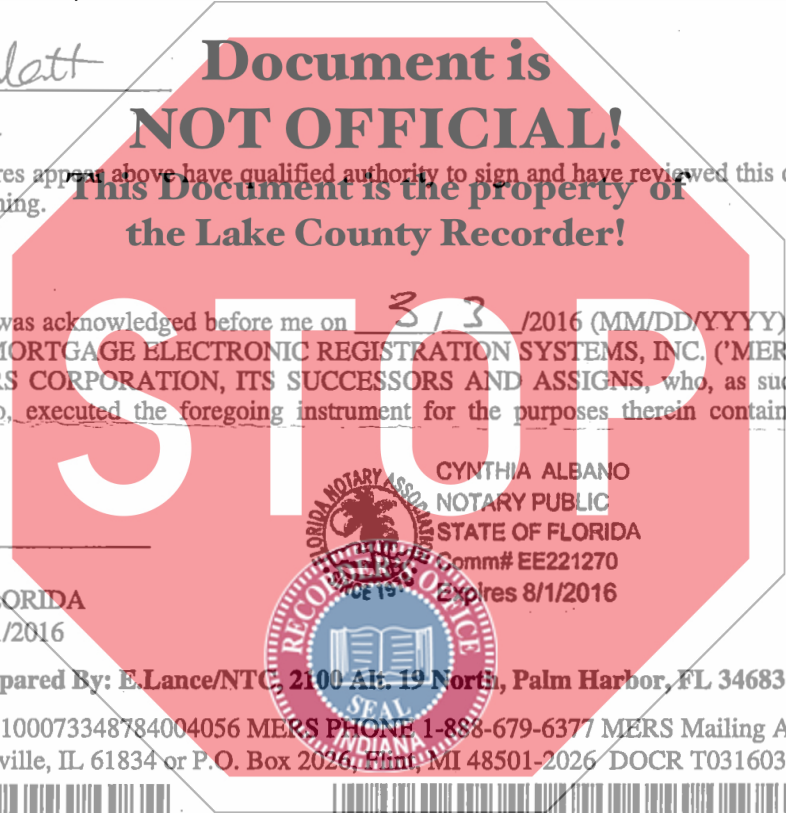 latt
Document is
NOT OFFICIAL!
res appear above have qualified authority to sign and have reviewed this
This Document is the property of
ning.
the Lake County Recorder!
was acknowledged before me on 3 / 3 /2016 (MM/DD/YYYY)
MORTGAGE ELECTRONIC REGISTRATION SYSTEMS, INC. ('MER
RS CORPORATION, ITS SUCCESSORS AND ASSIGNS, who, as suc
o, executed the foregoing instrument for the purposes therein contain
STOP
CYNTHIA ALBANO
NOTARY PUBLIC
STATE OF FLORIDA
Comm# EE221270
Expires 8/1/2016
FLORIDA NOTARY ASSOCIATION
RECORDER'S OFFICE
SEAL
INDIANA
ORIDA
/2016
pared By: E.Lance/NTC, 2100 Alt. 19 North, Palm Harbor, FL 34683
100073348784004056 MERS PHONE 1-888-679-6377 MERS Mailing A
ville, IL 61834 or P.O. Box 2026, Flint, MI 48501-2026 DOCR T031603